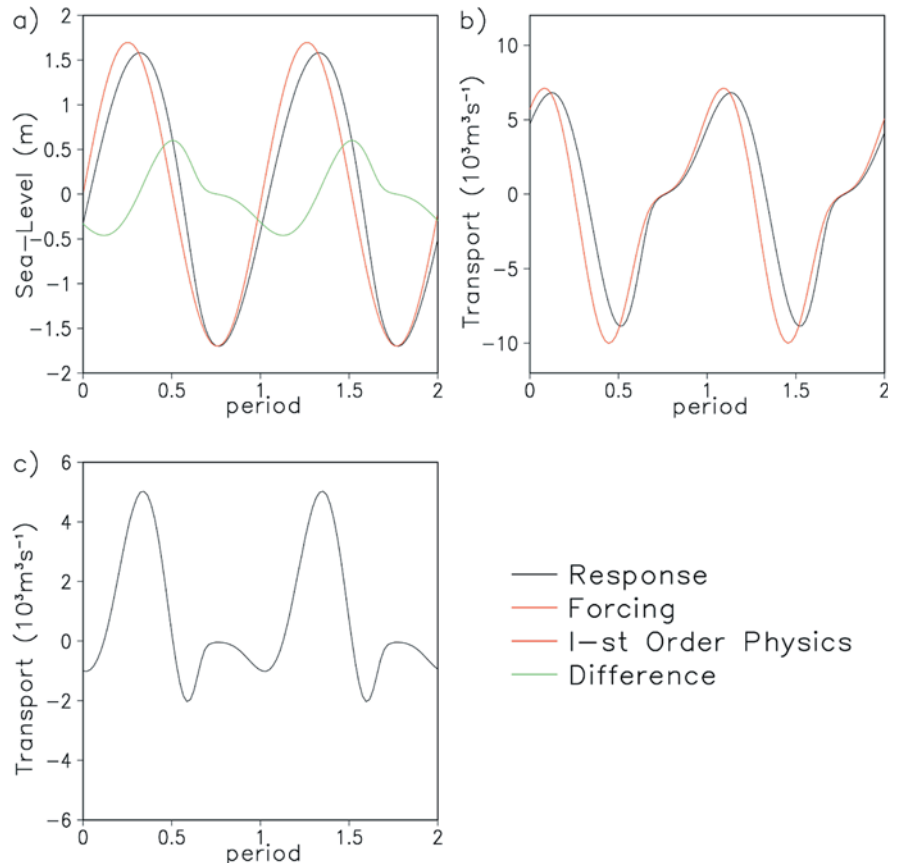 a)
2
1.5
1
0.5
0
-0.5
-1
-1.5
-2
Sea-Level (m)
0 0.5 1 1.5 2
period
b)
10
5
0
-5
-10
Transport (10³m³s⁻¹)
0 0.5 1 1.5 2
period
c)
6
4
2
0
-2
-4
-6
Transport (10³m³s⁻¹)
0 0.5 1 1.5 2
period
Response
Forcing
I-st Order Physics
Difference